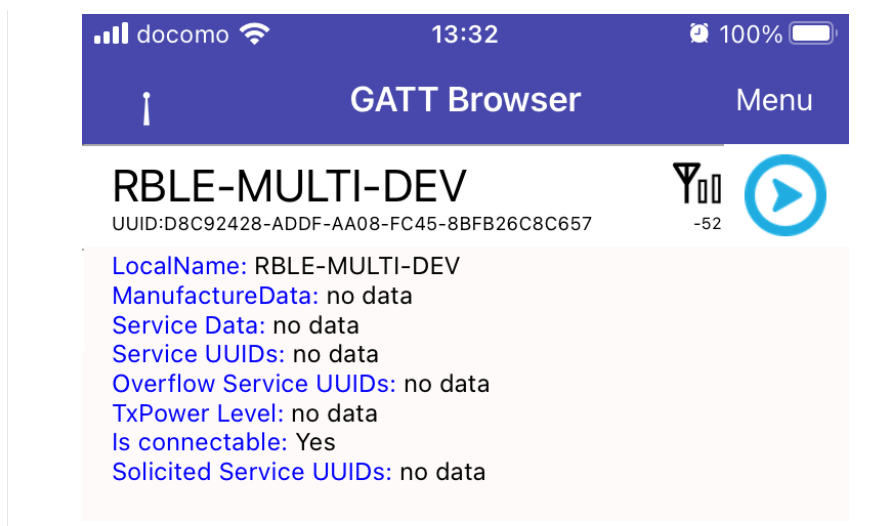 docomo 13:32 100%
GATT Browser Menu
RBLE-MULTI-DEV
UUID:D8C92428-ADDF-AA08-FC45-8BFB26C8C657 -52
LocalName: RBLE-MULTI-DEV
ManufactureData: no data
Service Data: no data
Service UUIDs: no data
Overflow Service UUIDs: no data
TxPower Level: no data
Is connectable: Yes
Solicited Service UUIDs: no data